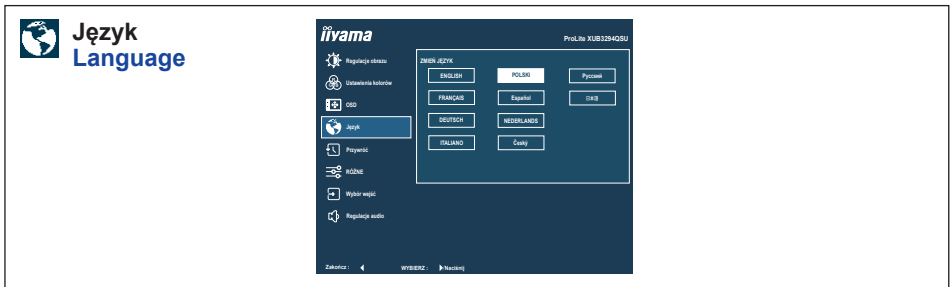 Język
Language
iiyama
ProLite XUB3294QSU
Regulacje obrazu
Ustawienia kolorów
OSD
Język
Przywróć
RÓŻNE
Wybór wejść
Regulacje audio
ZMIEŃ JĘZYK
ENGLISH POLSKI Русский
FRANÇAIS Español 日本語
DEUTSCH NEDERLANDS
ITALIANO Český
Zakończ : WYBIERZ : /Naciśnij